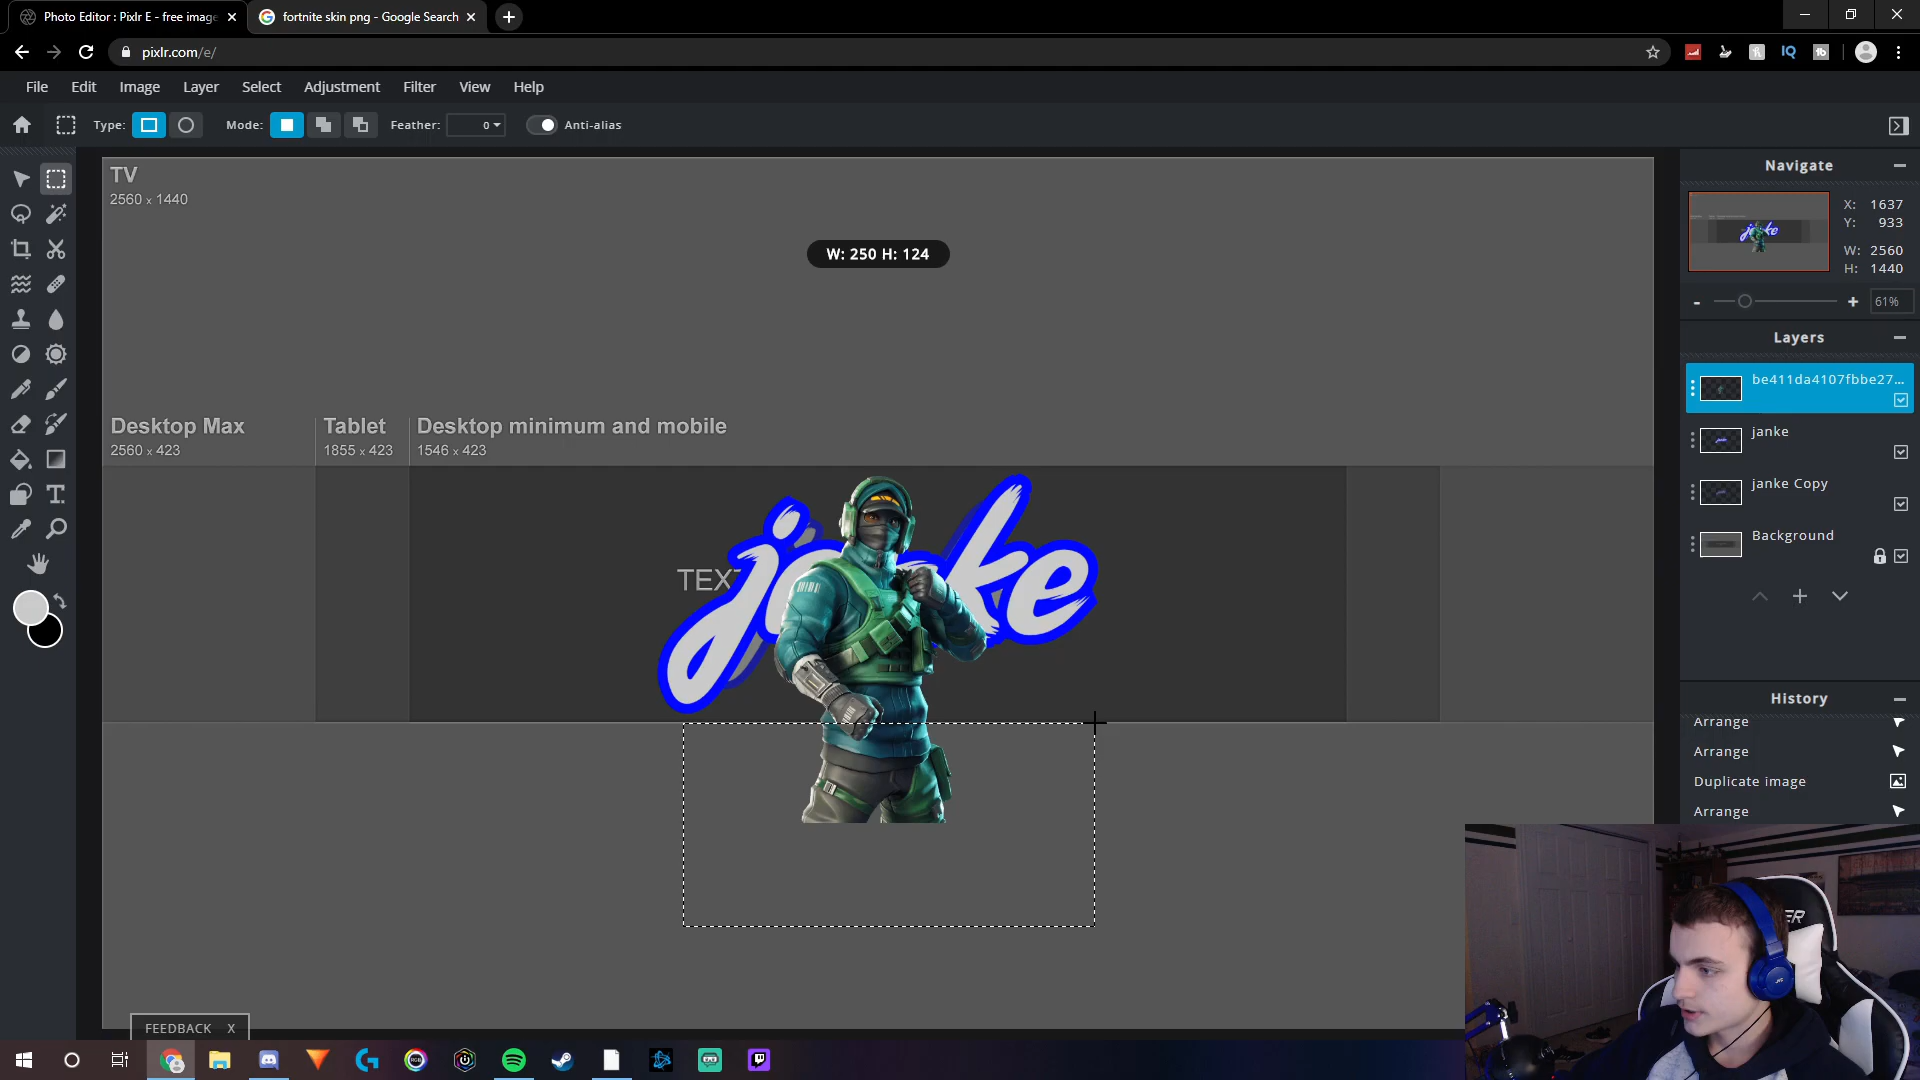 Photo Editor : Pixlr E - free image
fortnite skin png - Google Search
pixlr.com/e/
File Edit Image Layer Select Adjustment Filter View Help
Type: Mode: Feather: 0 Anti-alias
TV
2560 x 1440
W: 250 H: 124
Desktop Max
2560 x 423
Tablet
1855 x 423
Desktop minimum and mobile
1546 x 423
Navigate
X: 1637
Y: 933
W: 2560
H: 1440
- + 61%
Layers
be411da4107fbbe27...
janke
janke Copy
Background
History
Arrange
Arrange
Duplicate image
Arrange
FEEDBACK X